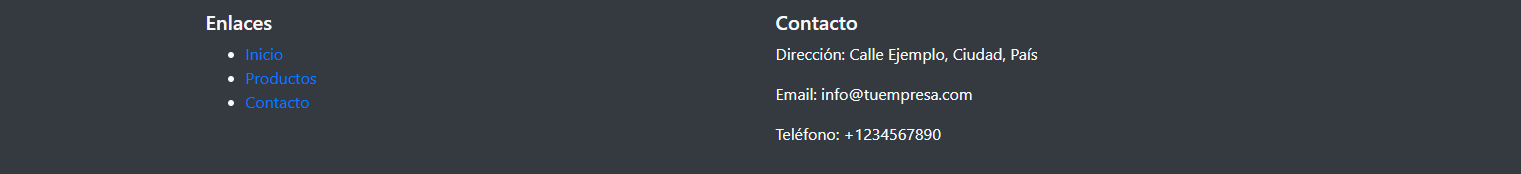 Enlaces
Inicio
Productos
Contacto
Contacto
Dirección: Calle Ejemplo, Ciudad, País
Email: info@tuempresa.com
Teléfono: +1234567890